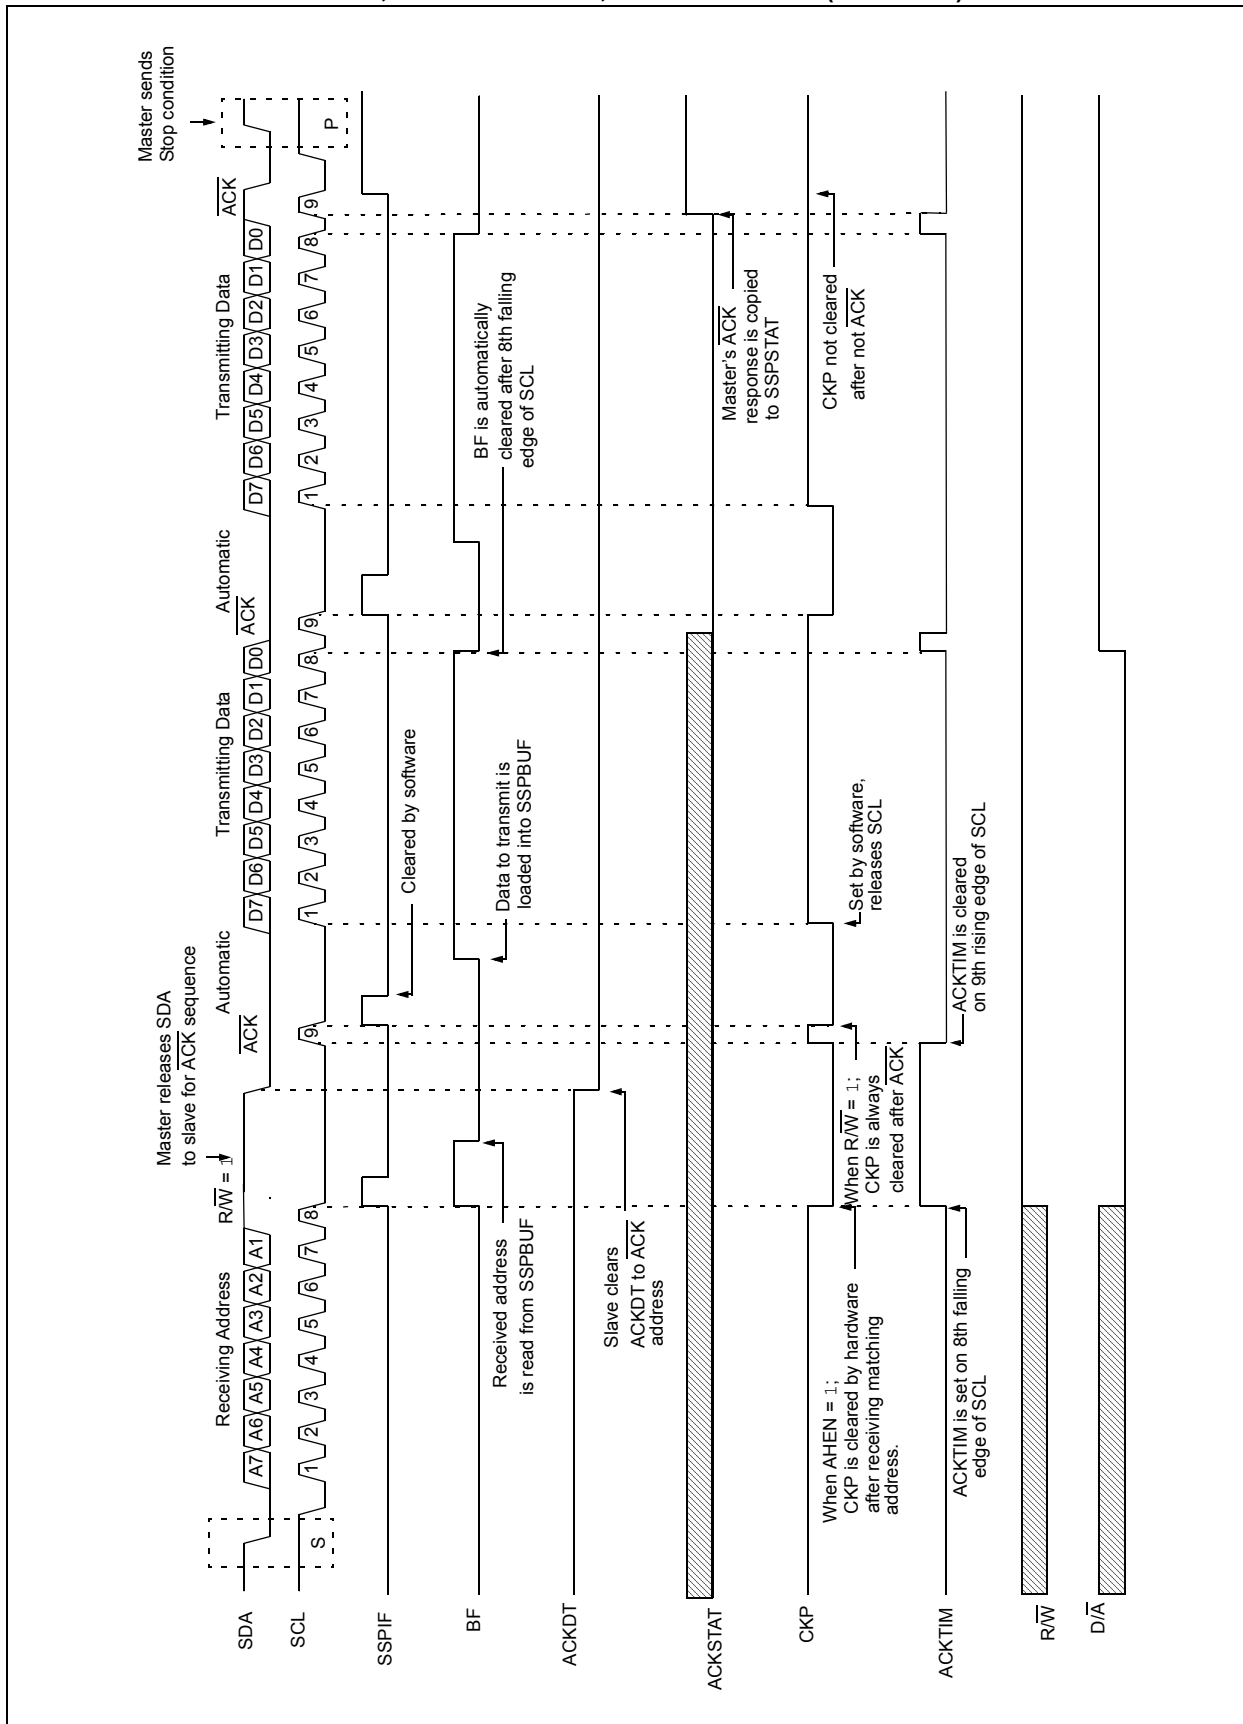 Master sends
Stop condition
Master releases SDA
to slave for ACK sequence
Receiving Address
R/W = 1
Automatic
ACK
Transmitting Data
Automatic
ACK
Transmitting Data
ACK
SDA
A7 A6 A5 A4 A3 A2 A1
D7 D6 D5 D4 D3 D2 D1 D0
D7 D6 D5 D4 D3 D2 D1 D0
SCL
S
1 2 3 4 5 6 7 8 9
1 2 3 4 5 6 7 8 9
1 2 3 4 5 6 7 8 9
P
SSPIF
Cleared by software
BF
Received address
is read from SSPBUF
Data to transmit is
loaded into SSPBUF
BF is automatically
cleared after 8th falling
edge of SCL
ACKDT
Slave clears
ACKDT to ACK
address
ACKSTAT
Master's ACK
response is copied
to SSPSTAT
CKP
When AHEN = 1;
CKP is cleared by hardware
after receiving matching
address.
When R/W = 1;
CKP is always
cleared after ACK
Set by software,
releases SCL
CKP not cleared
after not ACK
ACKTIM
ACKTIM is set on 8th falling
edge of SCL
ACKTIM is cleared
on 9th rising edge of SCL
R/W
D/A